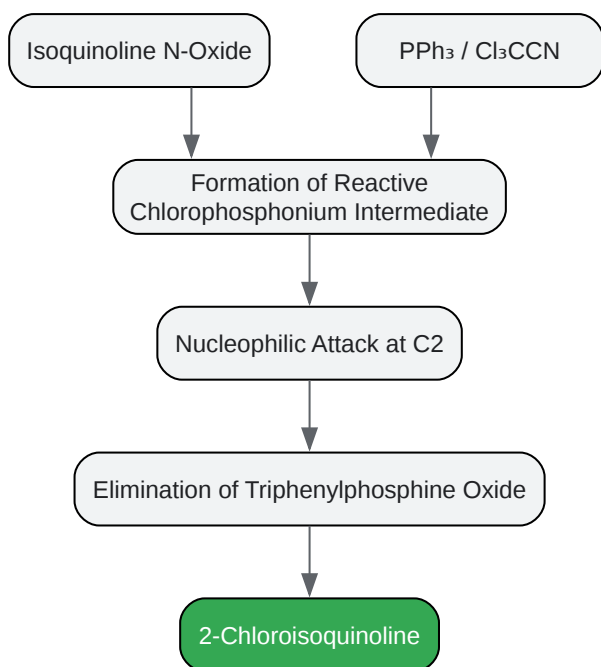 Isoquinoline N-Oxide
PPh₃ / Cl₃CCN
Formation of Reactive
Chlorophosphonium Intermediate
Nucleophilic Attack at C2
Elimination of Triphenylphosphine Oxide
2-Chloroisoquinoline